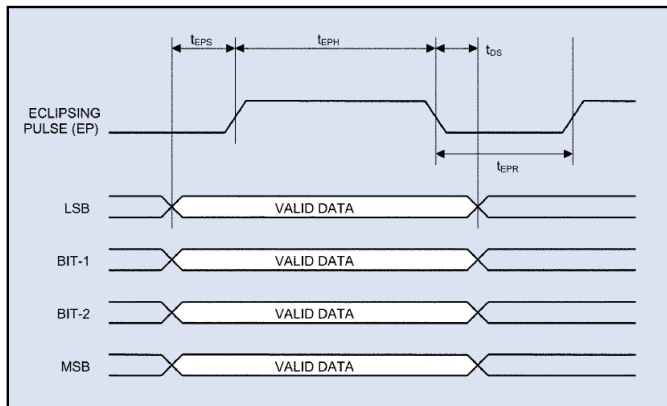 tEPS
tEPH
tDS
ECLIPSING
PULSE (EP)
tEPR
LSB
VALID DATA
BIT-1
VALID DATA
BIT-2
VALID DATA
MSB
VALID DATA